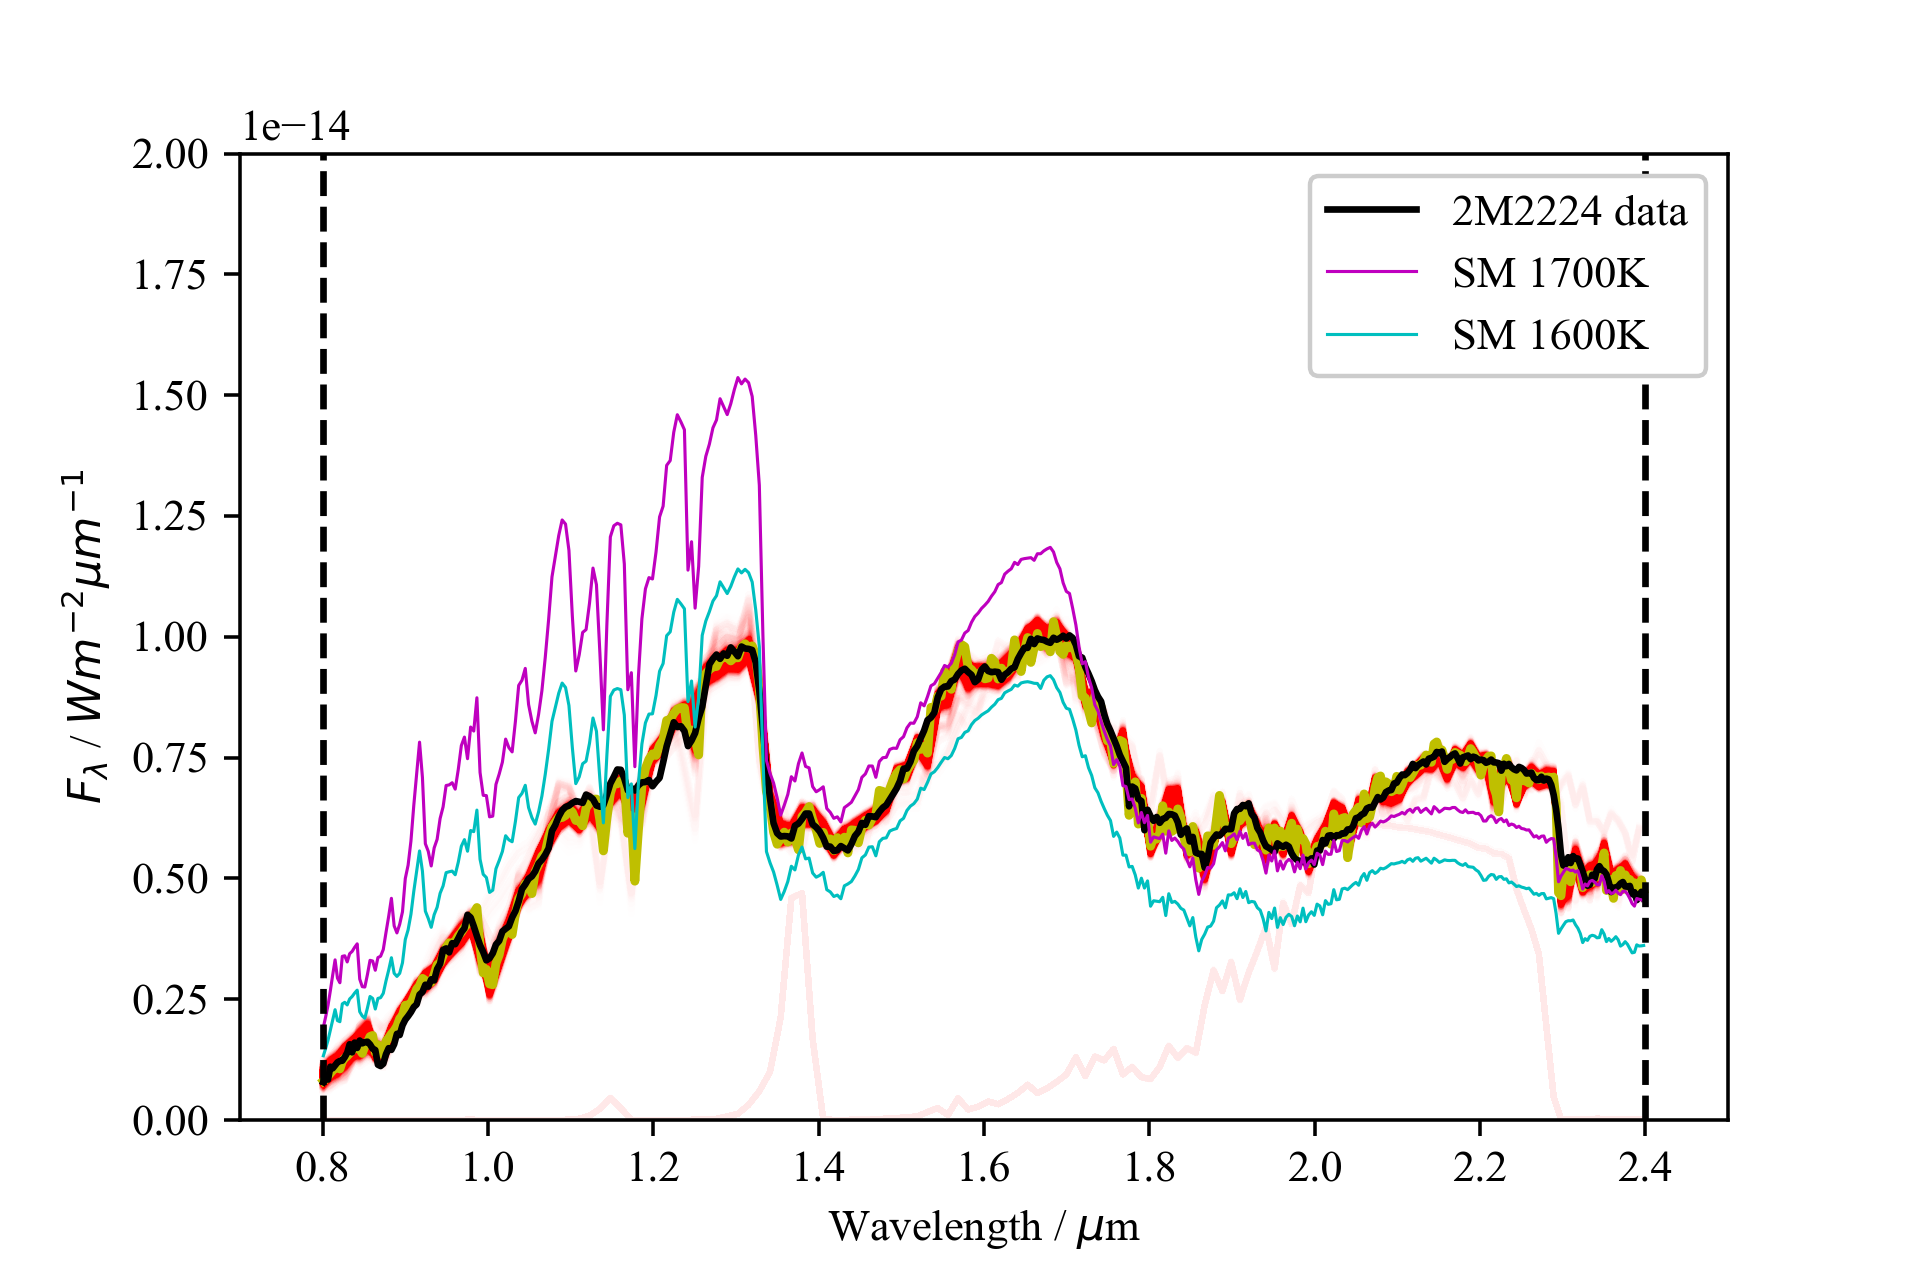 1e−14
2.00
1.75
1.50
1.25
1.00
0.75
0.50
0.25
0.00
0.8 1.0 1.2 1.4 1.6 1.8 2.0 2.2 2.4
Wavelength / μm
Fλ / Wm⁻²μm⁻¹
2M2224 data
SM 1700K
SM 1600K